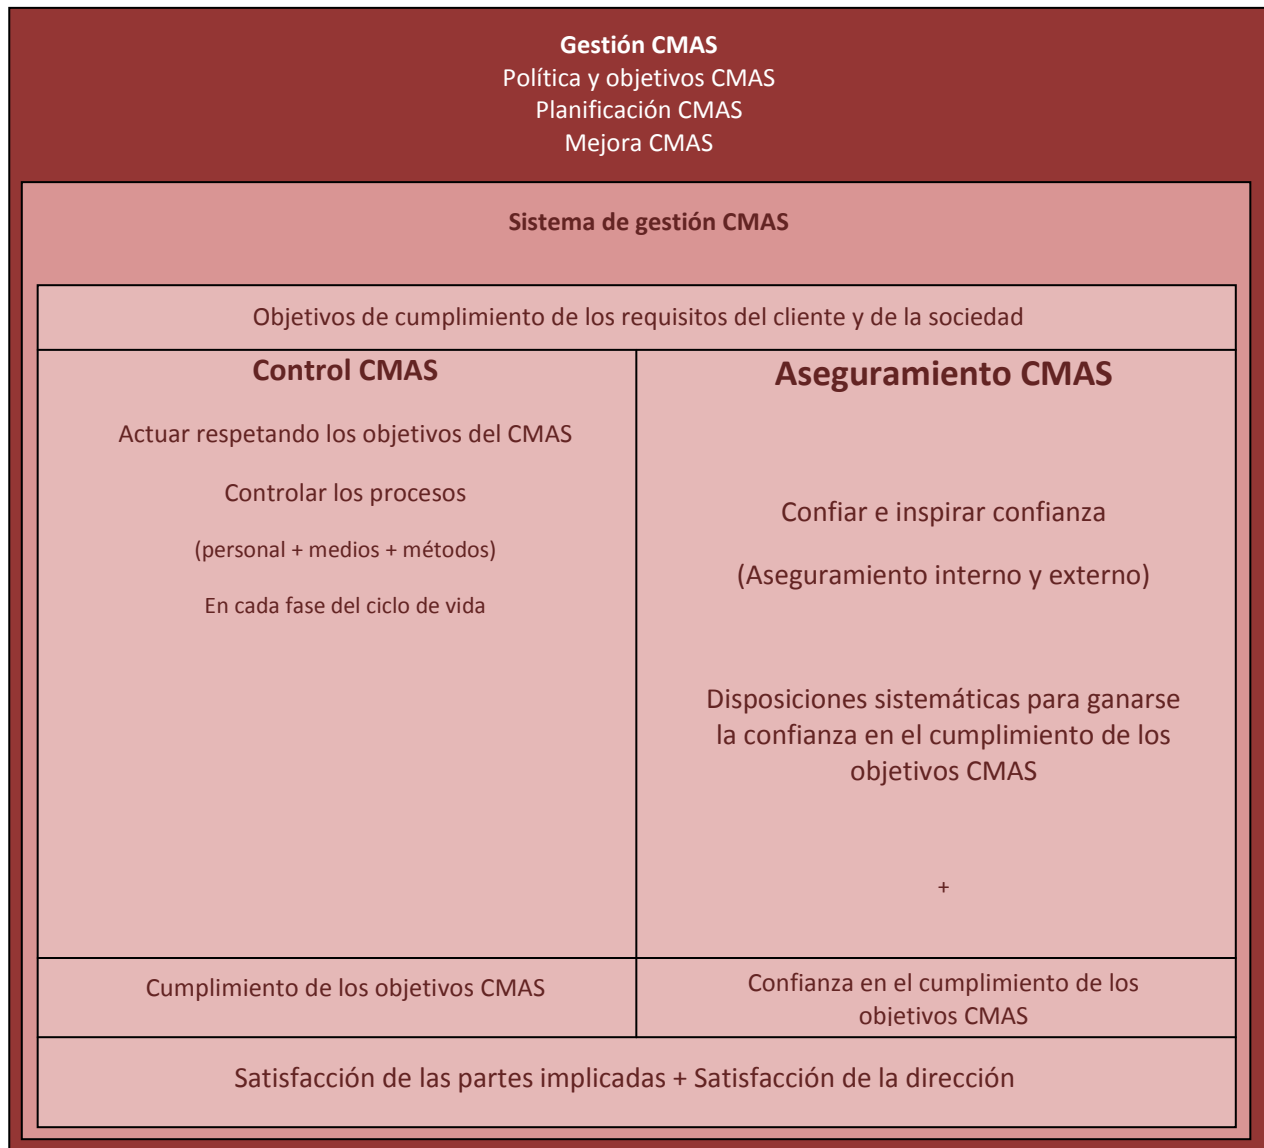 Gestión CMAS
Política y objetivos CMAS
Planificación CMAS
Mejora CMAS
Sistema de gestión CMAS
Objetivos de cumplimiento de los requisitos del cliente y de la sociedad
Control CMAS
Actuar respetando los objetivos del CMAS
Controlar los procesos
(personal + medios + métodos)
En cada fase del ciclo de vida
Aseguramiento CMAS
Confiar e inspirar confianza
(Aseguramiento interno y externo)
Disposiciones sistemáticas para ganarse
la confianza en el cumplimiento de los
objetivos CMAS
+
Cumplimiento de los objetivos CMAS
Confianza en el cumplimiento de los
objetivos CMAS
Satisfacción de las partes implicadas + Satisfacción de la dirección